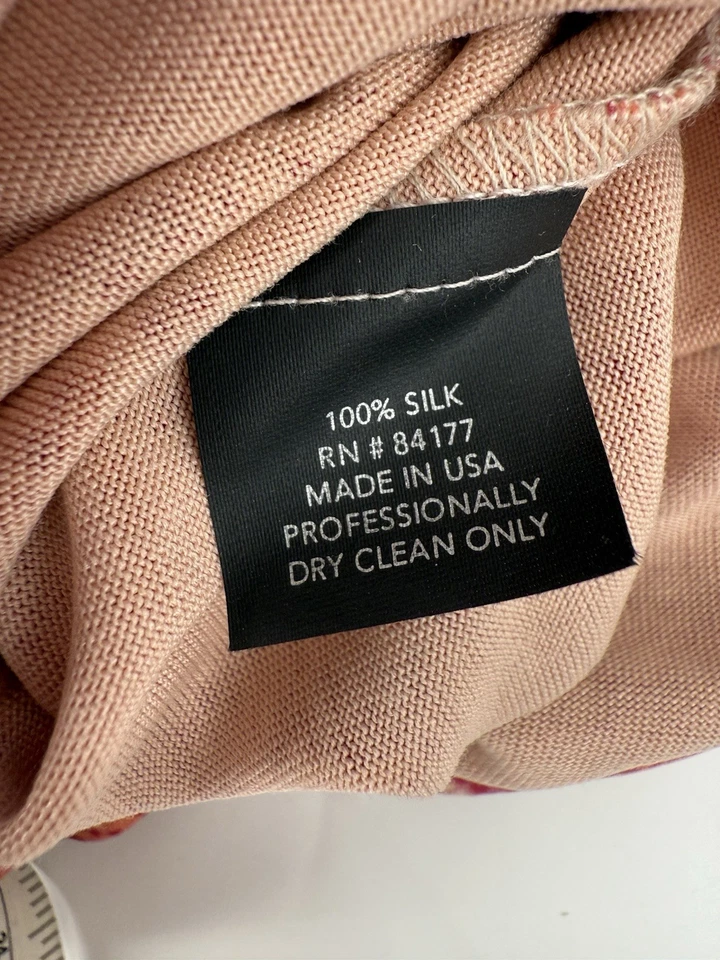 100% SILK
RN # 84177
MADE IN USA
PROFESSIONALLY
DRY CLEAN ONLY